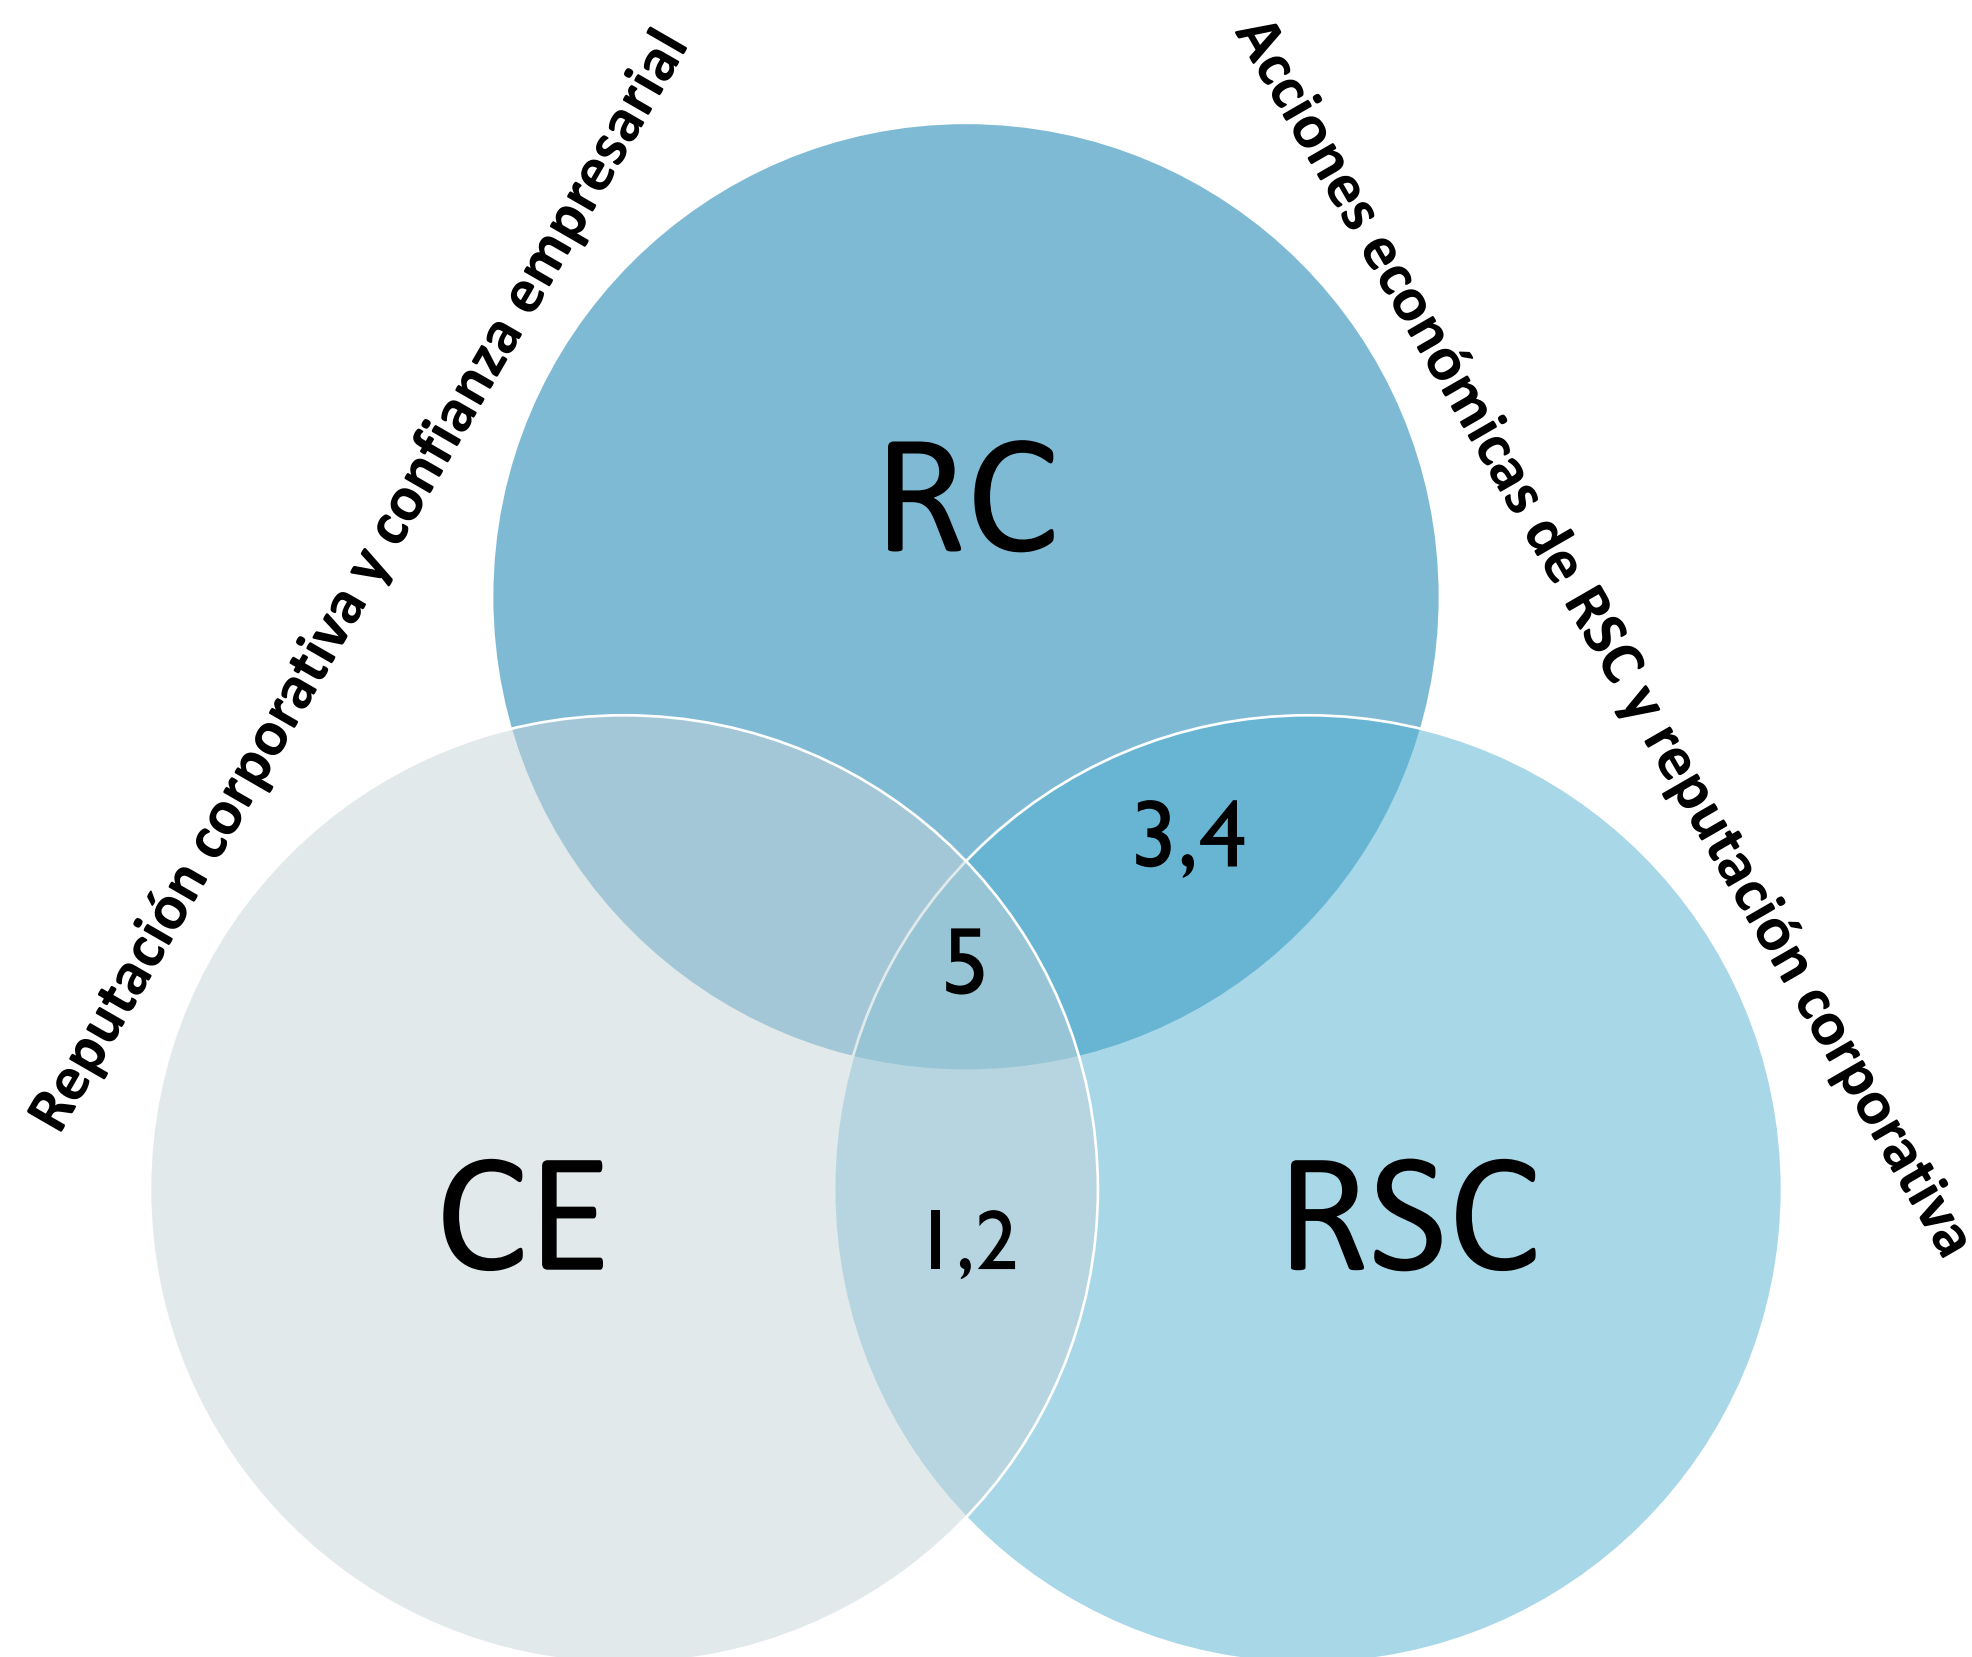 Reputación corporativa y confianza empresarial
Acciones económicas de RSC y reputación corporativa
RC
3,4
5
CE
1,2
RSC